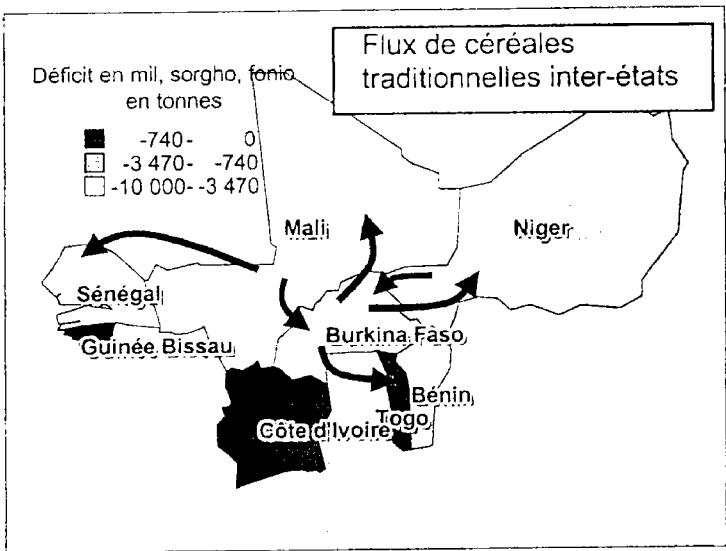 Flux de céréales
traditionnelles inter-états
Déficit en mil, sorgho, fonio
en tonnes
-740- 0
-3 470- -740
-10 000- -3 470
Mali
Niger
Sénégal
Guinée Bissau
Burkina Faso
Bénin
Togo
Côte d'Ivoire